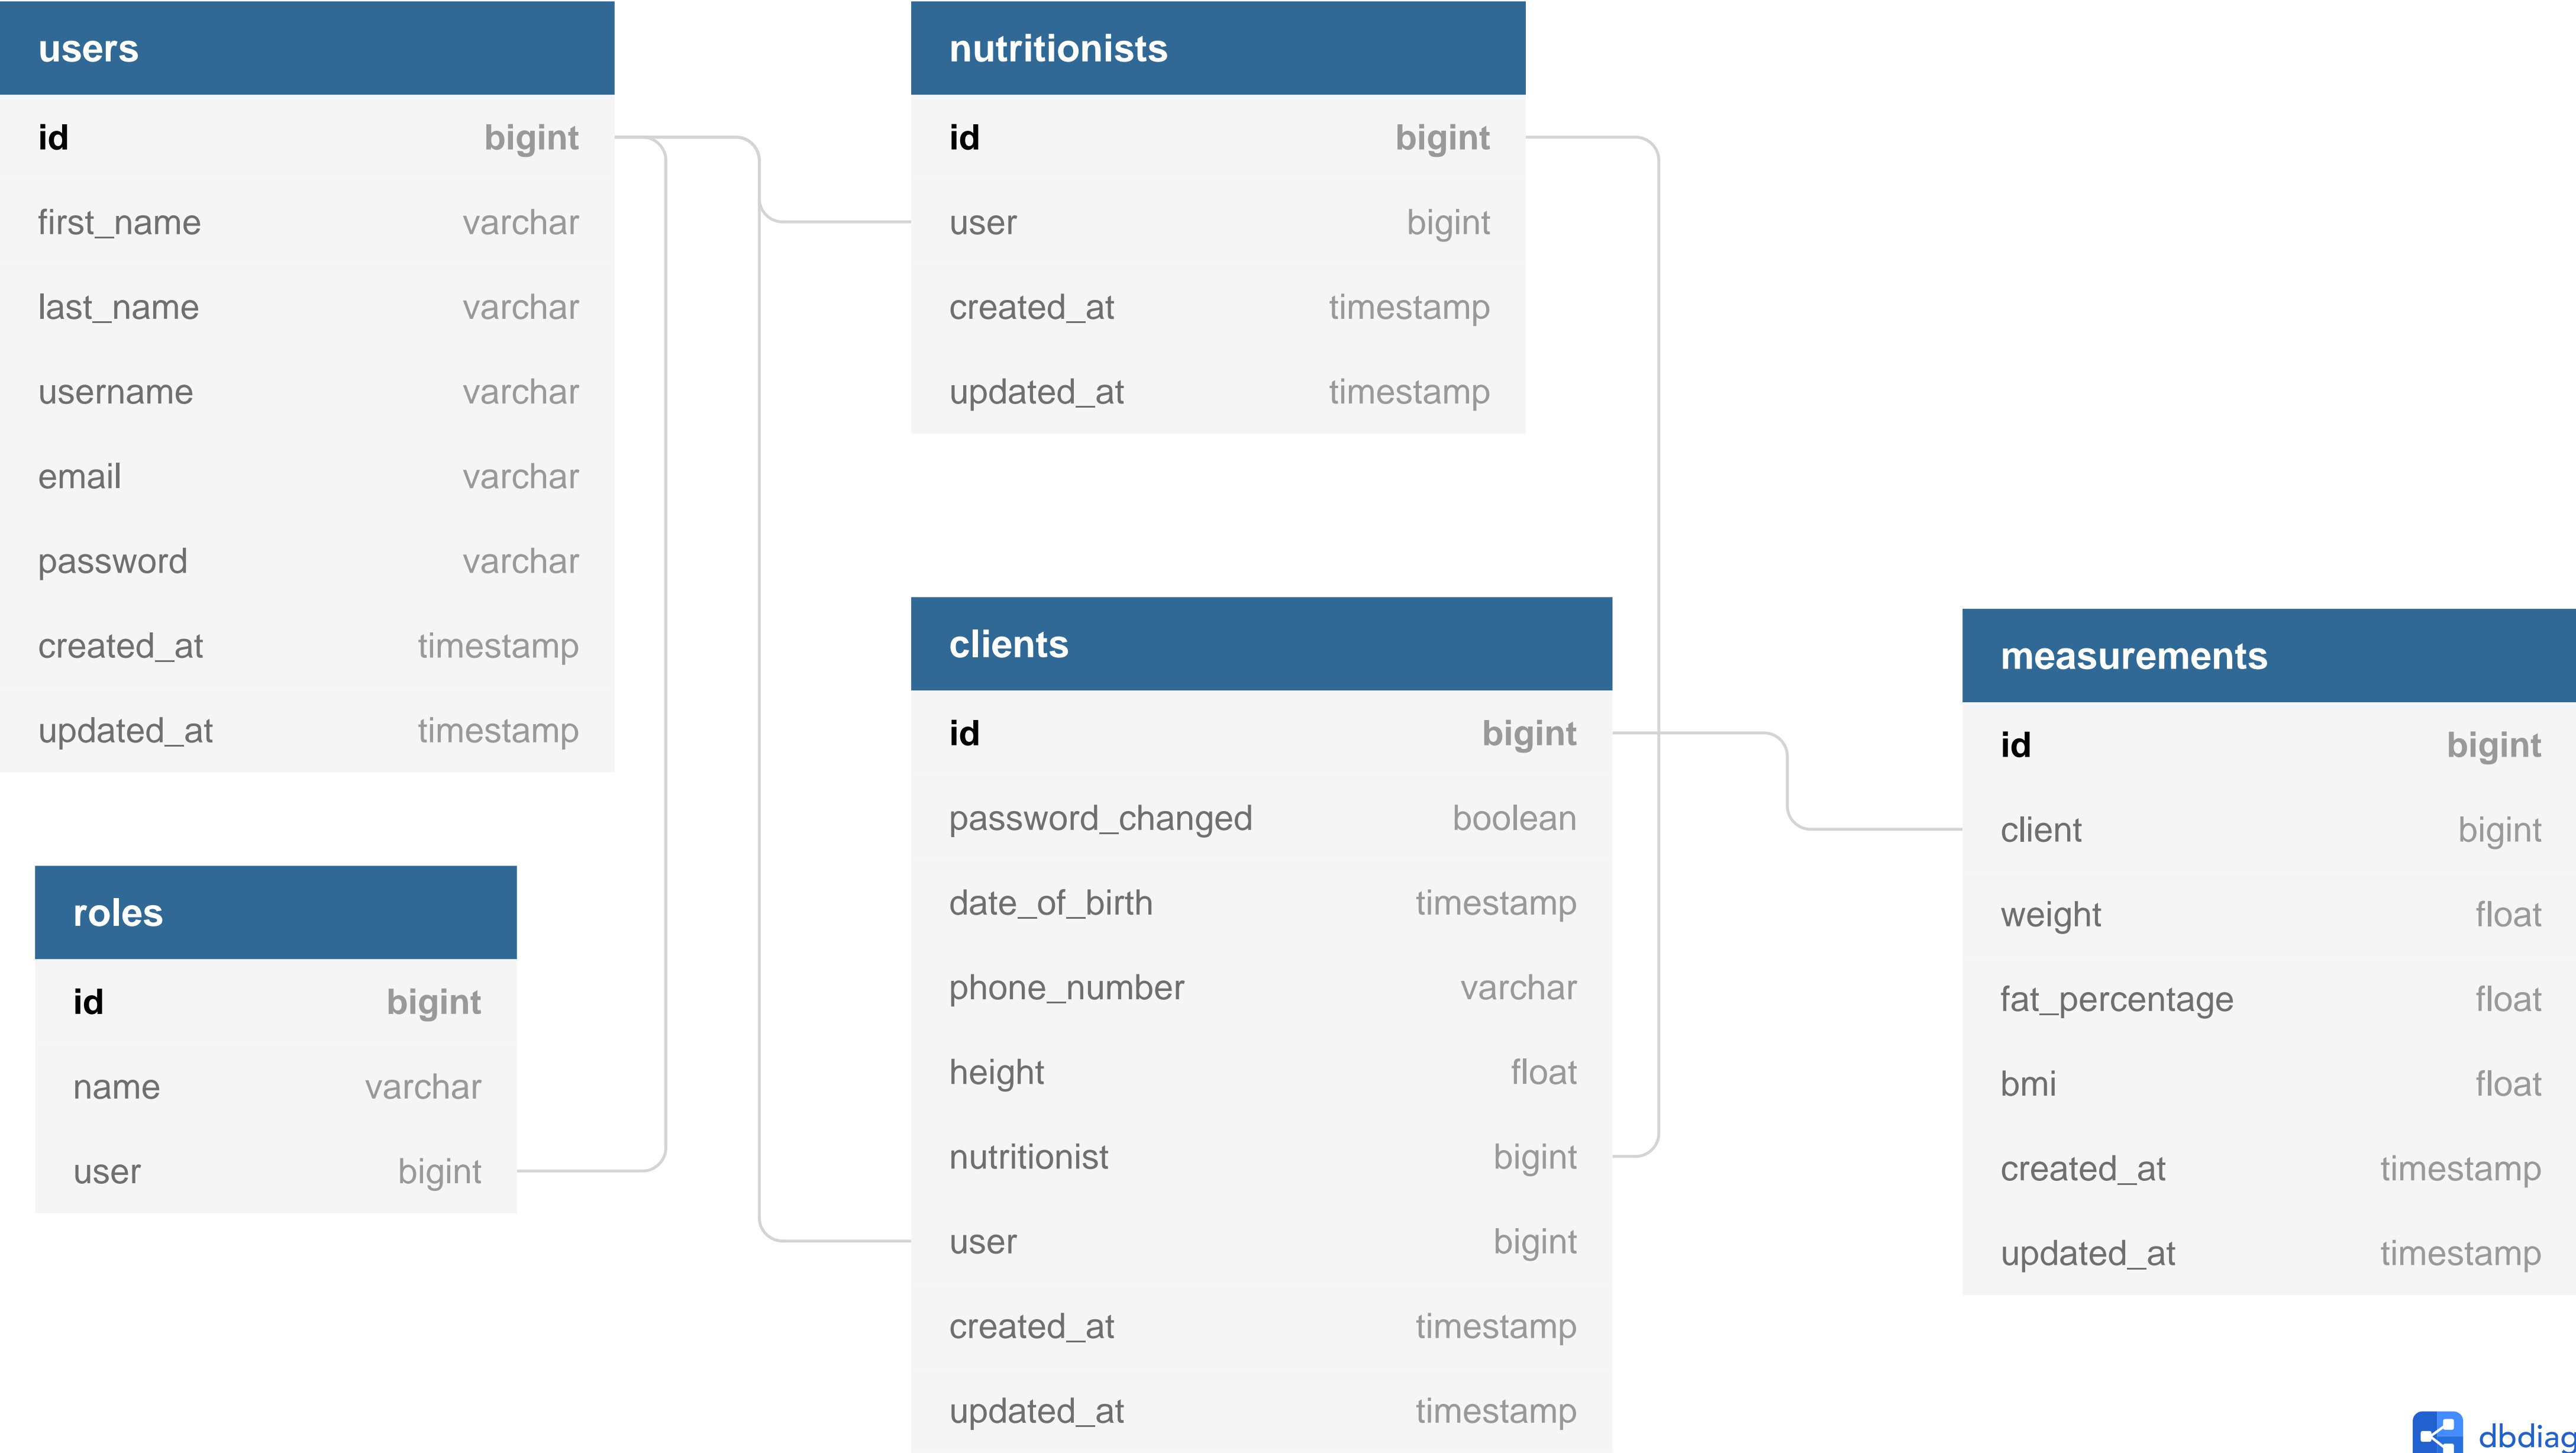 users
id bigint
first_name varchar
last_name varchar
username varchar
email varchar
password varchar
created_at timestamp
updated_at timestamp
roles
id bigint
name varchar
user bigint
nutritionists
id bigint
user bigint
created_at timestamp
updated_at timestamp
clients
id bigint
password_changed boolean
date_of_birth timestamp
phone_number varchar
height float
nutritionist bigint
user bigint
created_at timestamp
updated_at timestamp
measurements
id bigint
client bigint
weight float
fat_percentage float
bmi float
created_at timestamp
updated_at timestamp
dbdiag